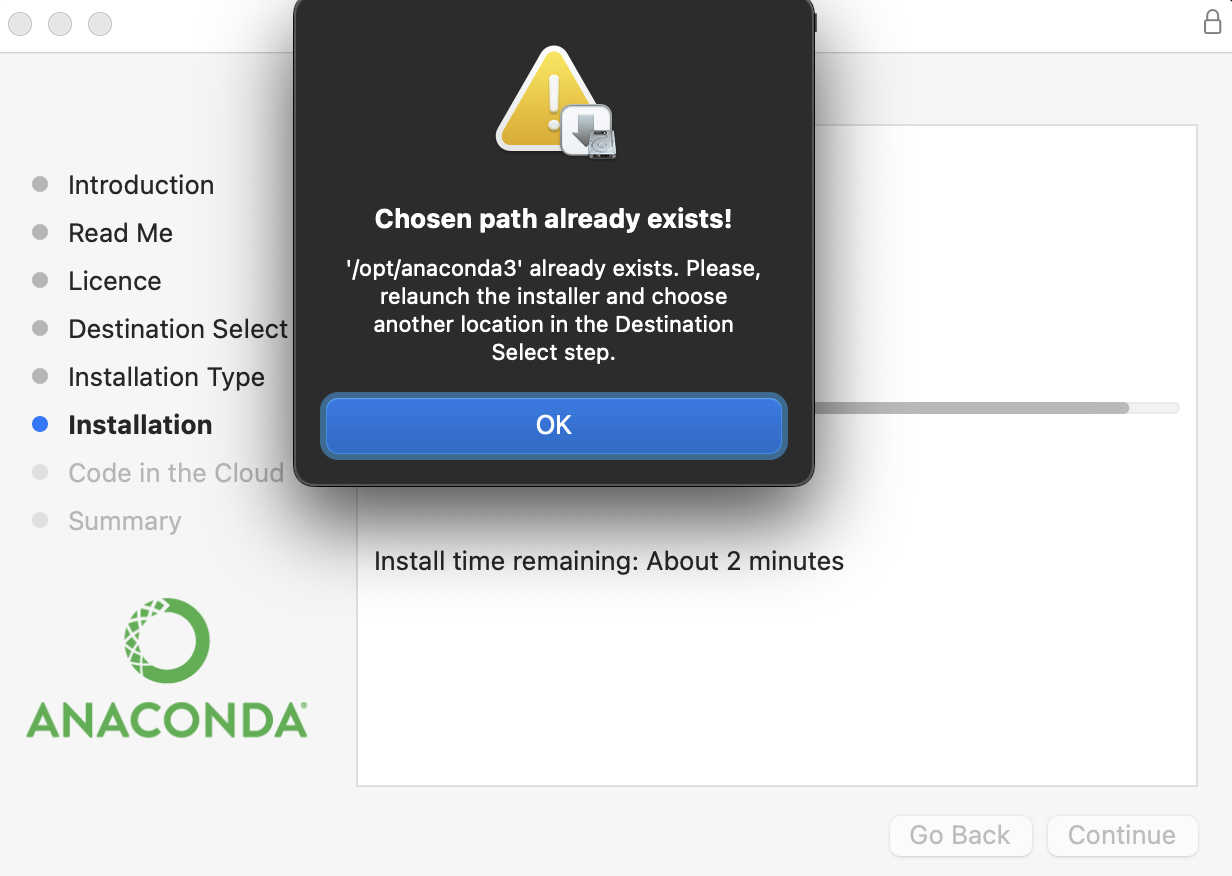 Chosen path already exists!
'/opt/anaconda3' already exists. Please,
relaunch the installer and choose
another location in the Destination
Select step.
OK
Introduction
Read Me
Licence
Destination Select
Installation Type
Installation
Code in the Cloud
Summary
Install time remaining: About 2 minutes
ANACONDA®
Go Back
Continue